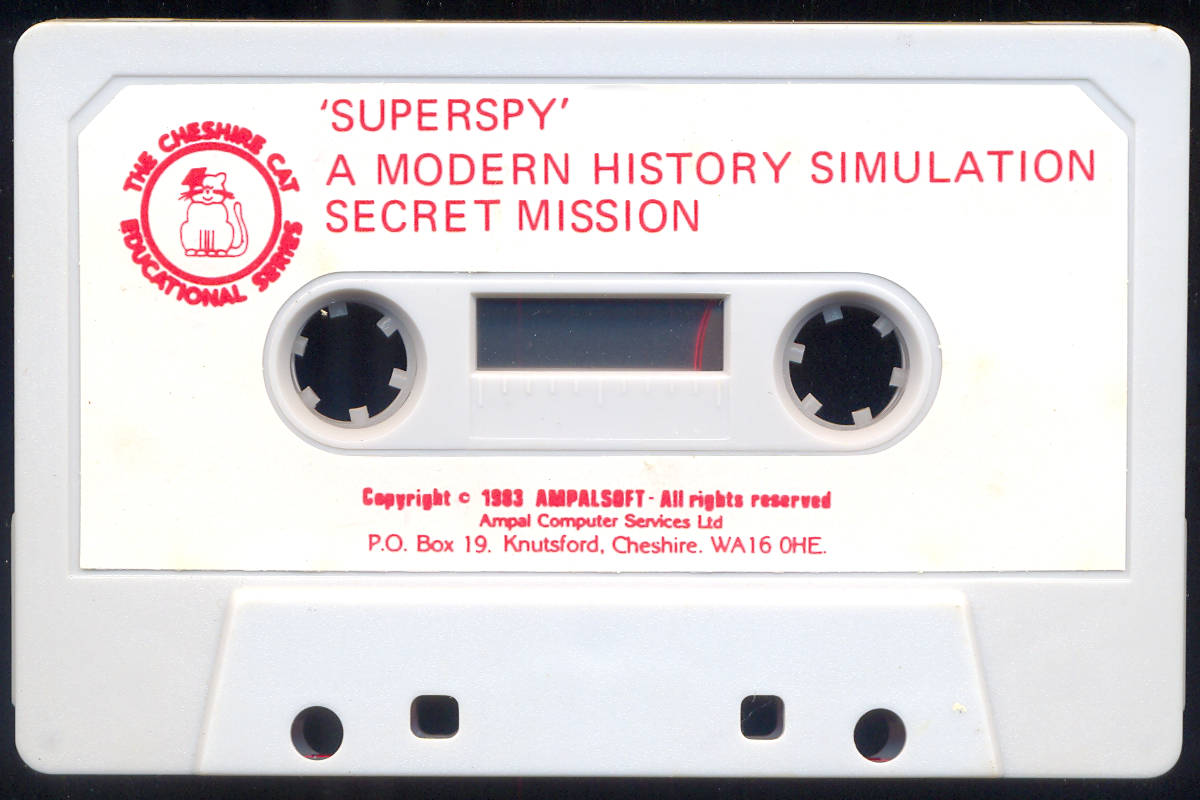 THE CHESHIRE CAT
EDUCATIONAL SERIES
'SUPERSPY'
A MODERN HISTORY SIMULATION
SECRET MISSION
Copyright © 1983 AMPALSOFT - All rights reserved
Ampal Computer Services Ltd
P.O. Box 19. Knutsford, Cheshire. WA16 0HE.